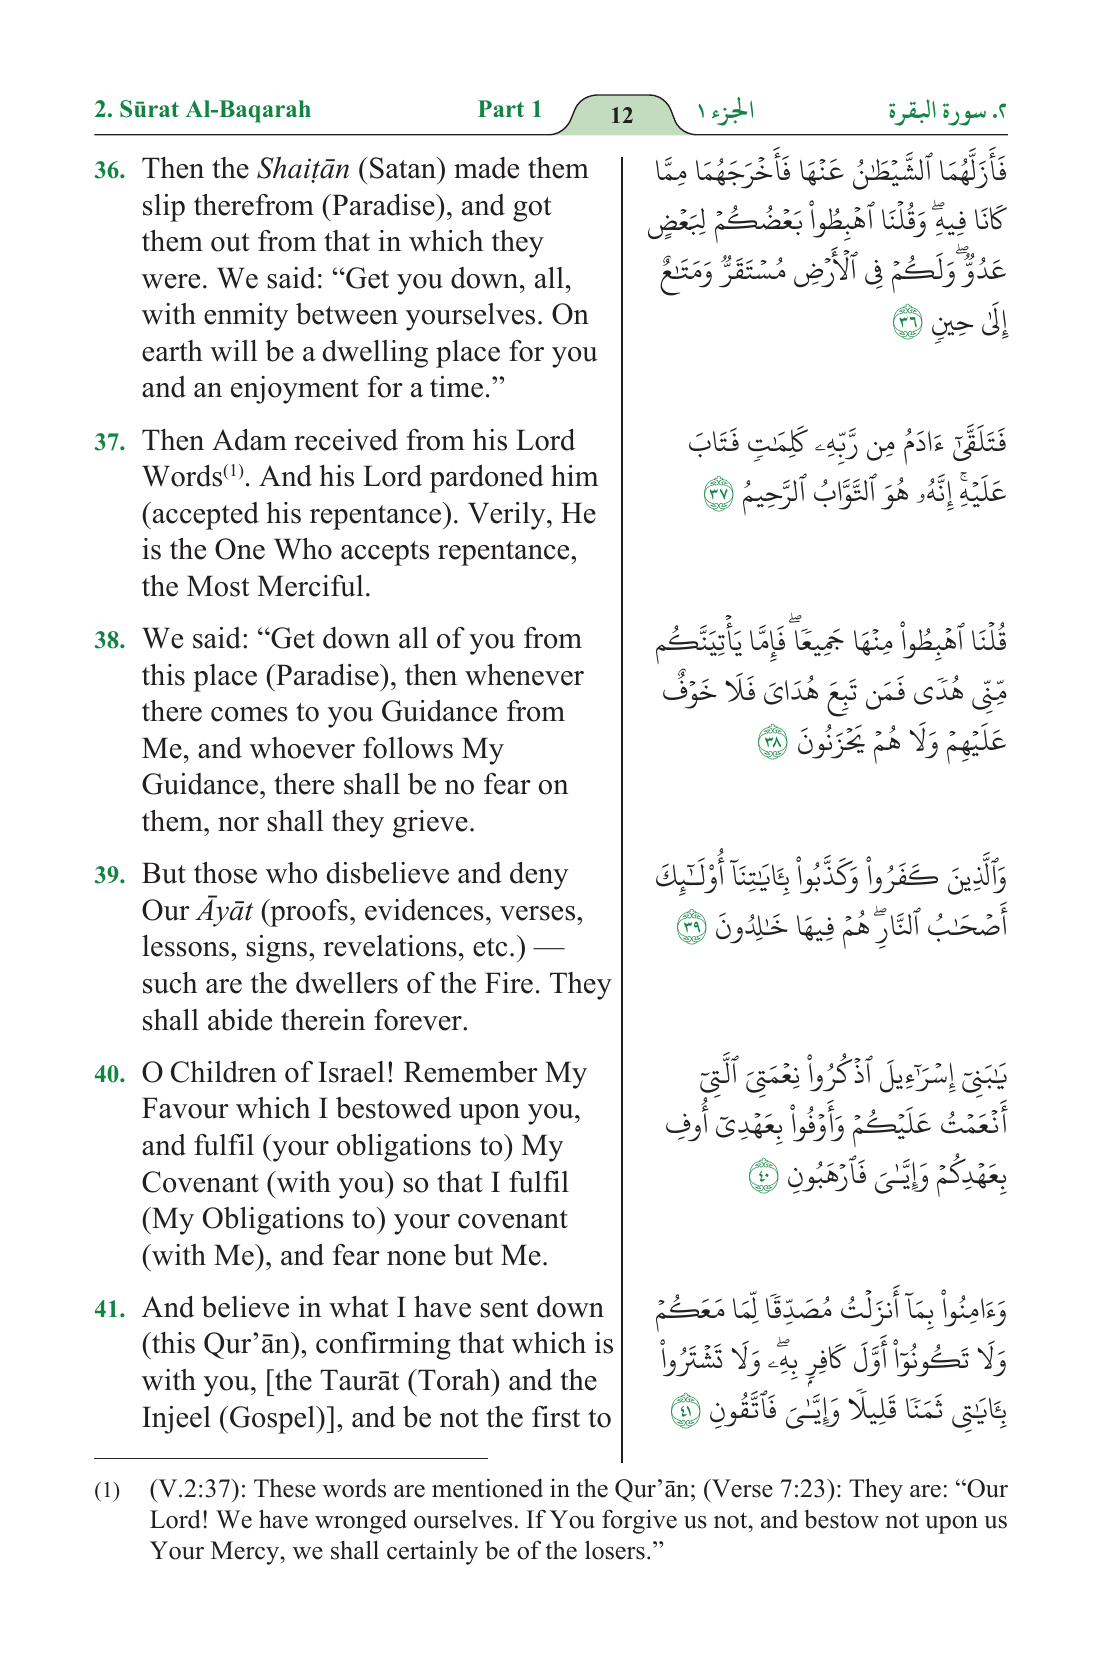 2. Sūrat Al-Baqarah Part 1 12 الجزء ١ ٢. سورة البقرة
36. Then the Shaiṭān (Satan) made them
slip therefrom (Paradise), and got
them out from that in which they
were. We said: “Get you down, all,
with enmity between yourselves. On
earth will be a dwelling place for you
and an enjoyment for a time.”
فَأَزَلَّهُمَا ٱلشَّيْطَـٰنُ عَنْهَا فَأَخْرَجَهُمَا مِمَّا
كَانَا فِيهِ ۖ وَقُلْنَا ٱهْبِطُوا۟ بَعْضُكُمْ لِبَعْضٍ
عَدُوٌّ ۖ وَلَكُمْ فِى ٱلْأَرْضِ مُسْتَقَرٌّ وَمَتَـٰعٌ
إِلَىٰ حِينٍ ٣٦
37. Then Adam received from his Lord
Words(1). And his Lord pardoned him
(accepted his repentance). Verily, He
is the One Who accepts repentance,
the Most Merciful.
فَتَلَقَّىٰٓ ءَادَمُ مِن رَّبِّهِۦ كَلِمَـٰتٍ فَتَابَ
عَلَيْهِ ۚ إِنَّهُۥ هُوَ ٱلتَّوَّابُ ٱلرَّحِيمُ ٣٧
38. We said: “Get down all of you from
this place (Paradise), then whenever
there comes to you Guidance from
Me, and whoever follows My
Guidance, there shall be no fear on
them, nor shall they grieve.
قُلْنَا ٱهْبِطُوا۟ مِنْهَا جَمِيعًا ۖ فَإِمَّا يَأْتِيَنَّكُم
مِّنِّى هُدًى فَمَن تَبِعَ هُدَاىَ فَلَا خَوْفٌ
عَلَيْهِمْ وَلَا هُمْ يَحْزَنُونَ ٣٨
39. But those who disbelieve and deny
Our Āyāt (proofs, evidences, verses,
lessons, signs, revelations, etc.) —
such are the dwellers of the Fire. They
shall abide therein forever.
وَٱلَّذِينَ كَفَرُوا۟ وَكَذَّبُوا۟ بِـَٔايَـٰتِنَآ أُو۟لَـٰٓئِكَ
أَصْحَـٰبُ ٱلنَّارِ ۖ هُمْ فِيهَا خَـٰلِدُونَ ٣٩
40. O Children of Israel! Remember My
Favour which I bestowed upon you,
and fulfil (your obligations to) My
Covenant (with you) so that I fulfil
(My Obligations to) your covenant
(with Me), and fear none but Me.
يَـٰبَنِىٓ إِسْرَٰٓءِيلَ ٱذْكُرُوا۟ نِعْمَتِىَ ٱلَّتِىٓ
أَنْعَمْتُ عَلَيْكُمْ وَأَوْفُوا۟ بِعَهْدِىٓ أُوفِ
بِعَهْدِكُمْ وَإِيَّـٰىَ فَٱرْهَبُونِ ٤٠
41. And believe in what I have sent down
(this Qur’ān), confirming that which is
with you, [the Taurāt (Torah) and the
Injeel (Gospel)], and be not the first to
وَءَامِنُوا۟ بِمَآ أَنزَلْتُ مُصَدِّقًا لِّمَا مَعَكُمْ
وَلَا تَكُونُوٓا۟ أَوَّلَ كَافِرٍۭ بِهِۦ ۖ وَلَا تَشْتَرُوا۟
بِـَٔايَـٰتِى ثَمَنًا قَلِيلًا وَإِيَّـٰىَ فَٱتَّقُونِ ٤١
(1) (V.2:37): These words are mentioned in the Qur’ān; (Verse 7:23): They are: “Our
Lord! We have wronged ourselves. If You forgive us not, and bestow not upon us
Your Mercy, we shall certainly be of the losers.”